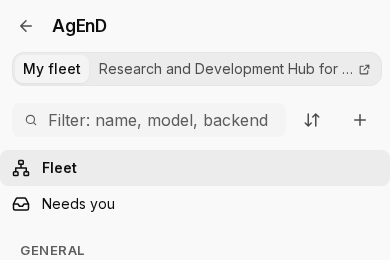 AgEnD
My fleet
Research and Development Hub for ...
Filter: name, model, backend
Fleet
Needs you
GENERAL